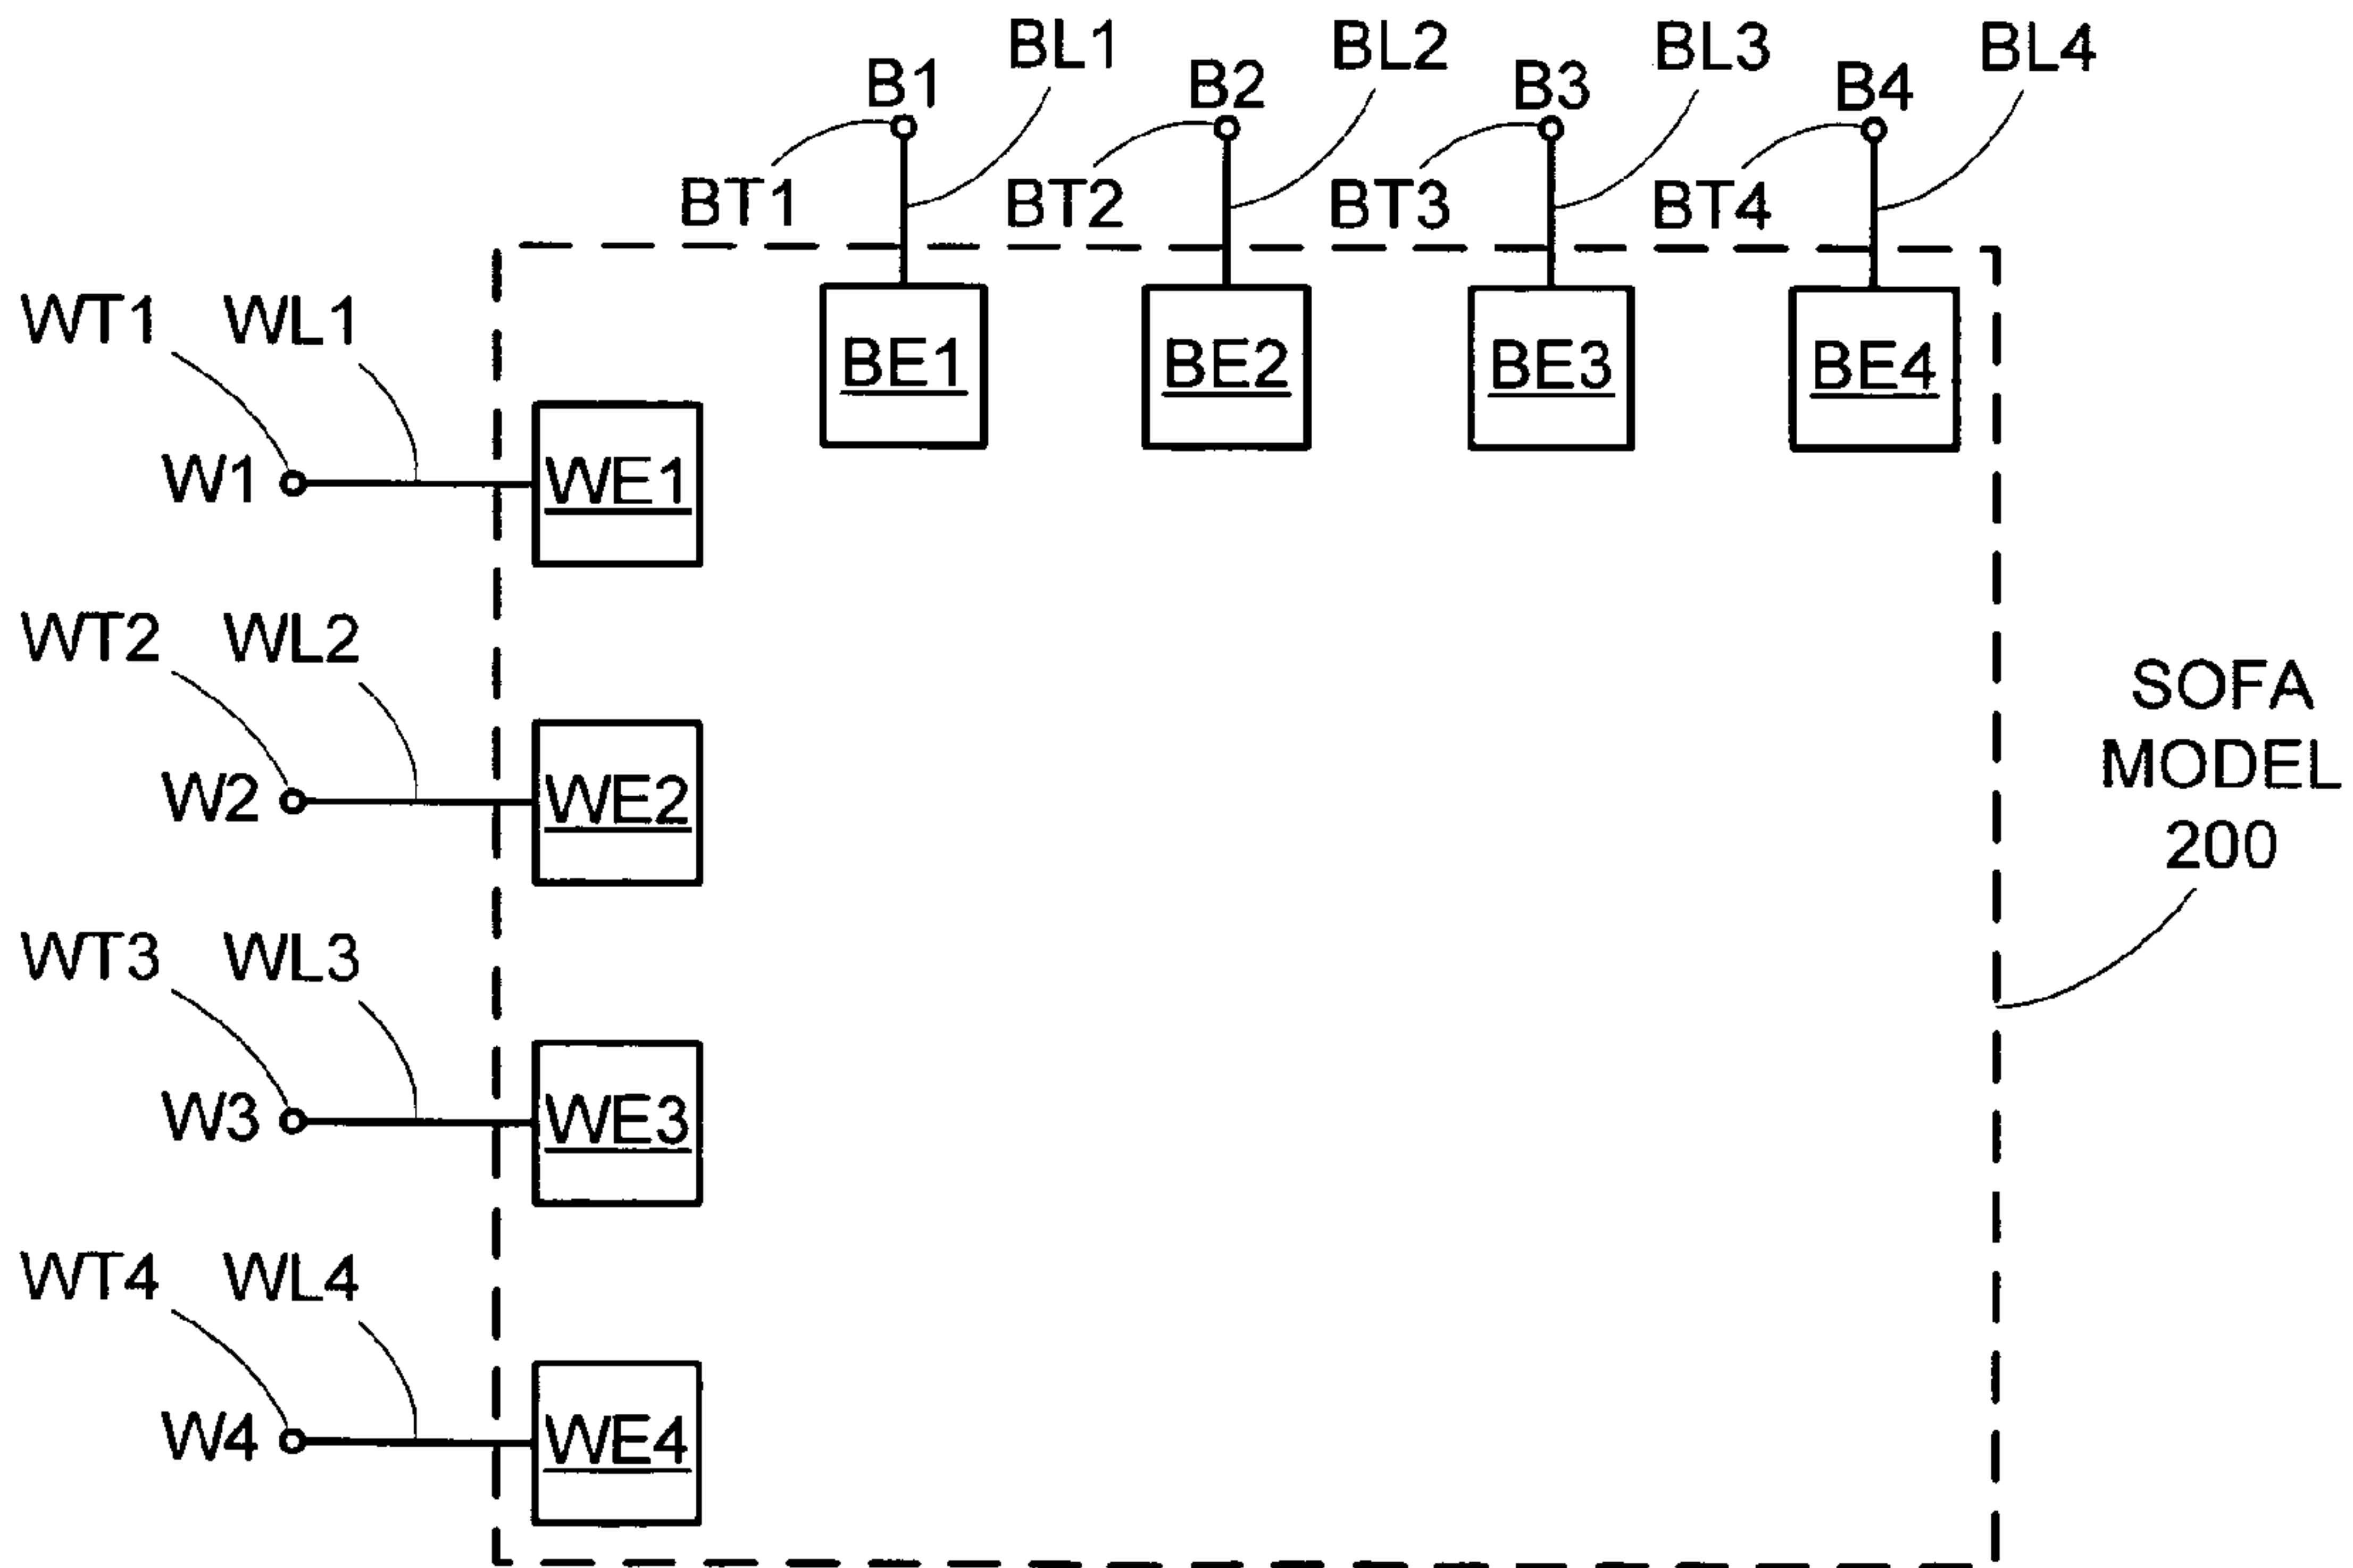 BL1 BL2 BL3 BL4
B1 B2 B3 B4
BT1 BT2 BT3 BT4
BE1 BE2 BE3 BE4
WT1 WL1
W1 WE1
WT2 WL2
W2 WE2
WT3 WL3
W3 WE3
WT4 WL4
W4 WE4
SOFA
MODEL
200